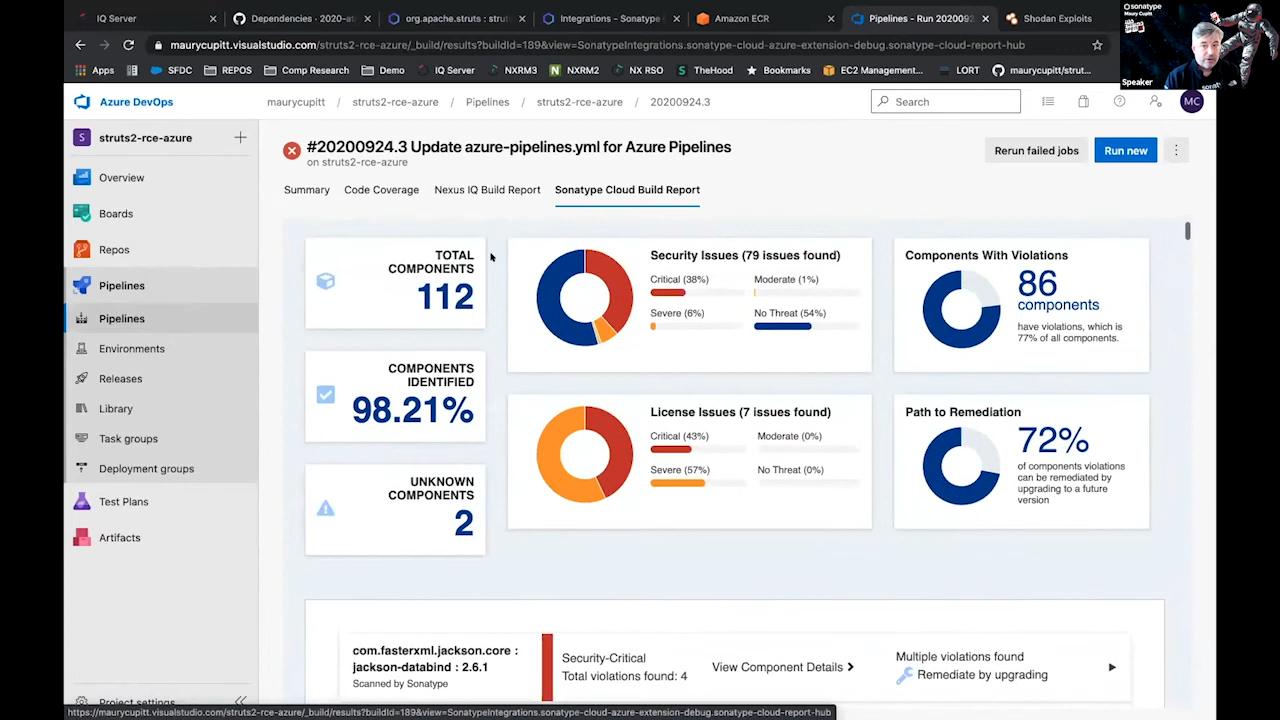 IQ Server
Dependencies · 2020-at
org.apache.struts : struts
Integrations - Sonatype
Amazon ECR
Pipelines - Run 2020092
Shodan Exploits
maurycupitt.visualstudio.com/struts2-rce-azure/_build/results?buildId=189&view=SonatypeIntegrations.sonatype-cloud-azure-extension-debug.sonatype-cloud-report-hub
Apps
SFDC
REPOS
Comp Research
Demo
IQ Server
NXRM3
NXRM2
NX RSO
TheHood
Bookmarks
EC2 Management...
LORT
maurycupitt/strut...
sonatype
Maury Cupitt
Speaker
Azure DevOps
maurycupitt / struts2-rce-azure / Pipelines / struts2-rce-azure / 20200924.3
Search
MC
S
struts2-rce-azure
Overview
Boards
Repos
Pipelines
Pipelines
Environments
Releases
Library
Task groups
Deployment groups
Test Plans
Artifacts
Project settings
#20200924.3 Update azure-pipelines.yml for Azure Pipelines
on struts2-rce-azure
Rerun failed jobs
Run new
Summary
Code Coverage
Nexus IQ Build Report
Sonatype Cloud Build Report
TOTAL
COMPONENTS
112
COMPONENTS
IDENTIFIED
98.21%
UNKNOWN
COMPONENTS
2
Security Issues (79 issues found)
Critical (38%)
Moderate (1%)
Severe (6%)
No Threat (54%)
License Issues (7 issues found)
Critical (43%)
Moderate (0%)
Severe (57%)
No Threat (0%)
Components With Violations
86
components
have violations, which is
77% of all components.
Path to Remediation
72%
of components violations
can be remediated by
upgrading to a future
version
com.fasterxml.jackson.core :
jackson-databind : 2.6.1
Scanned by Sonatype
Security-Critical
Total violations found: 4
View Component Details
Multiple violations found
Remediate by upgrading
https://maurycupitt.visualstudio.com/struts2-rce-azure/_build/results?buildId=189&view=SonatypeIntegrations.sonatype-cloud-azure-extension-debug.sonatype-cloud-report-hub